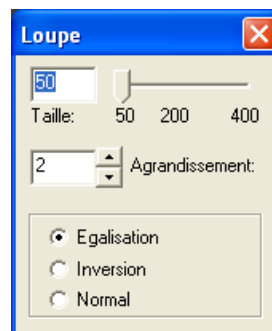 Loupe
50
Taille: 50 200 400
2 Agrandissement:
Egalisation
Inversion
Normal